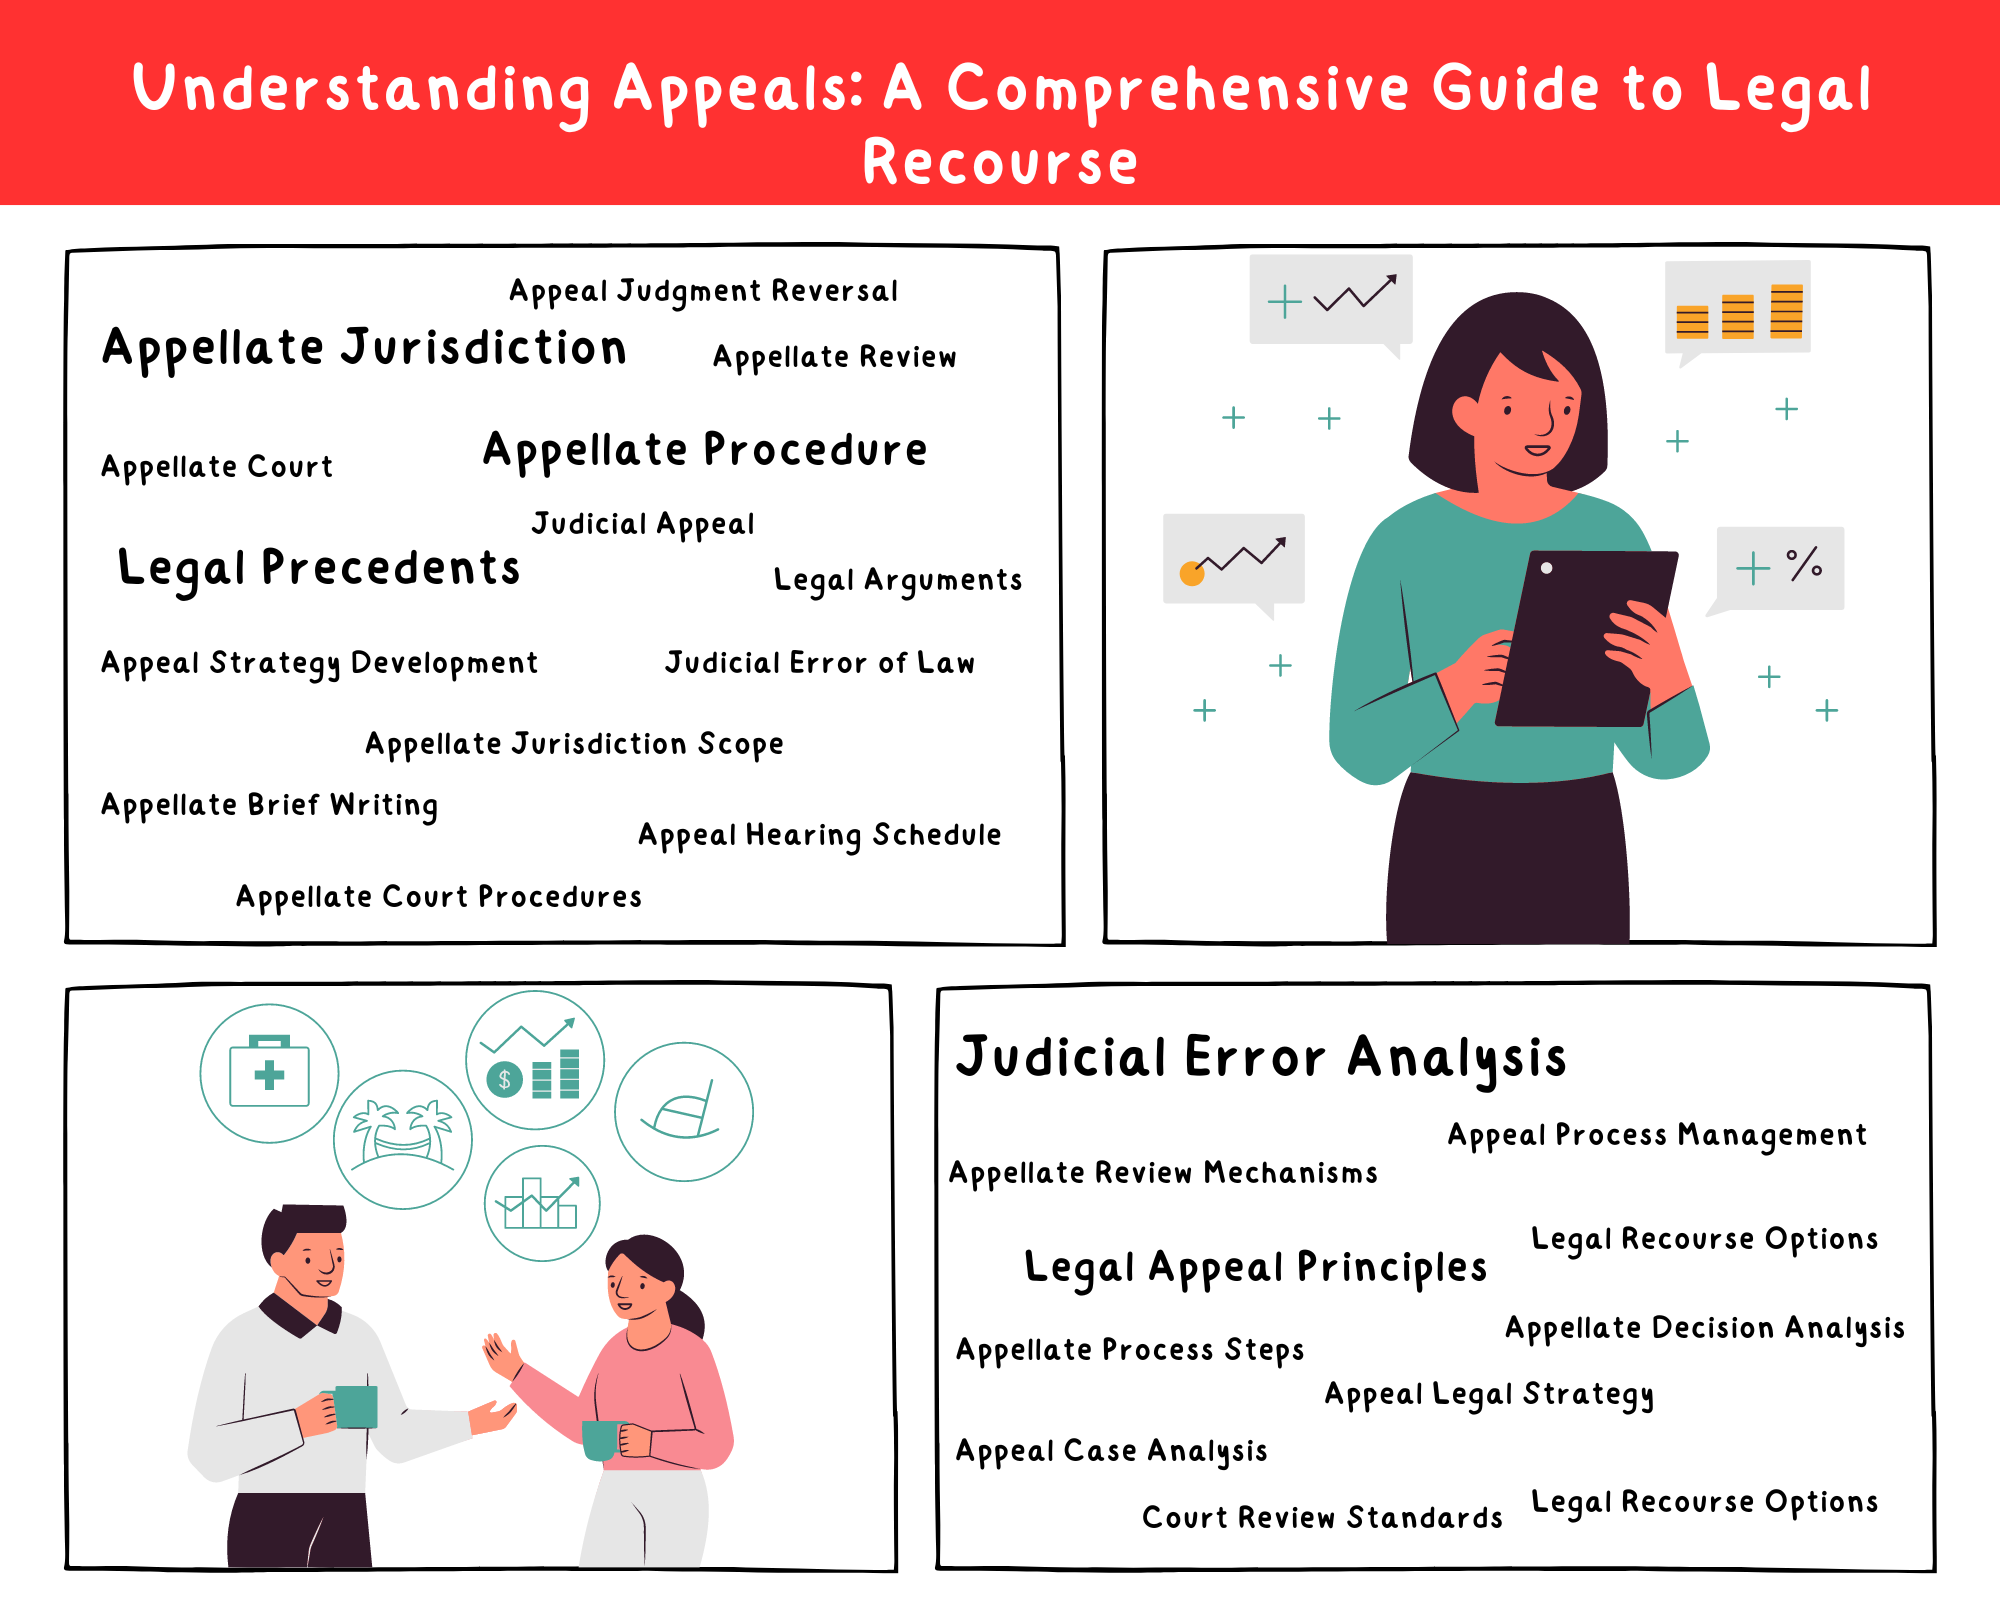 Understanding Appeals: A Comprehensive Guide to Legal
Recourse
Appeal Judgment Reversal
Appellate Jurisdiction
Appellate Review
Appellate Procedure
Appellate Court
Judicial Appeal
Legal Precedents
Legal Arguments
Appeal Strategy Development
Judicial Error of Law
Appellate Jurisdiction Scope
Appellate Brief Writing
Appeal Hearing Schedule
Appellate Court Procedures
%
$
Judicial Error Analysis
Appeal Process Management
Appellate Review Mechanisms
Legal Recourse Options
Legal Appeal Principles
Appellate Decision Analysis
Appellate Process Steps
Appeal Legal Strategy
Appeal Case Analysis
Legal Recourse Options
Court Review Standards